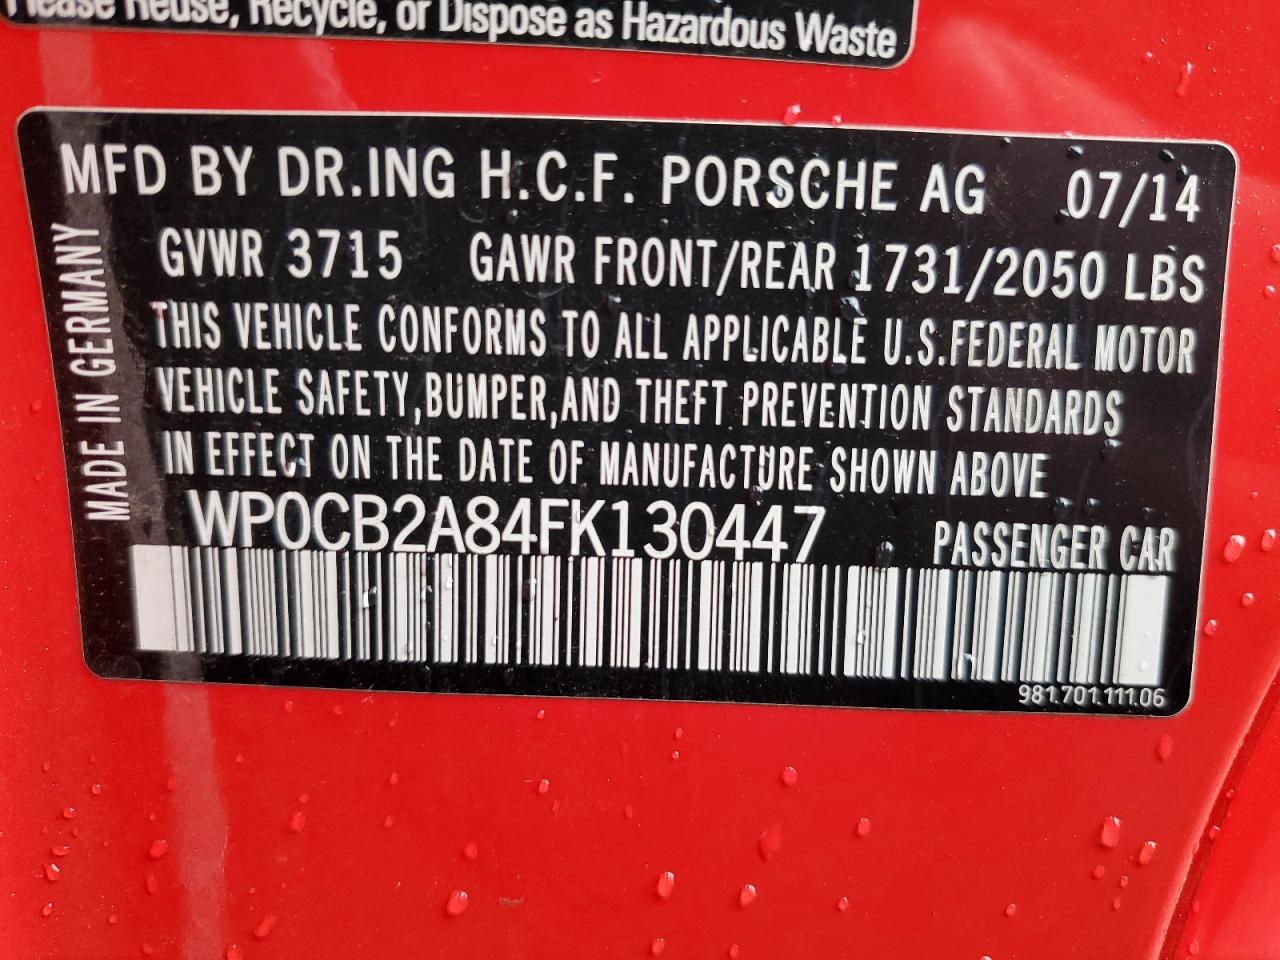 Please Reuse, Recycle, or Dispose as Hazardous Waste
MFD BY DR.ING H.C.F. PORSCHE AG 07/14
GVWR 3715 GAWR FRONT/REAR 1731/2050 LBS
THIS VEHICLE CONFORMS TO ALL APPLICABLE U.S.FEDERAL MOTOR
VEHICLE SAFETY,BUMPER,AND THEFT PREVENTION STANDARDS
IN EFFECT ON THE DATE OF MANUFACTURE SHOWN ABOVE
WP0CB2A84FK130447 PASSENGER CAR
981.701.111.06
MADE IN GERMANY